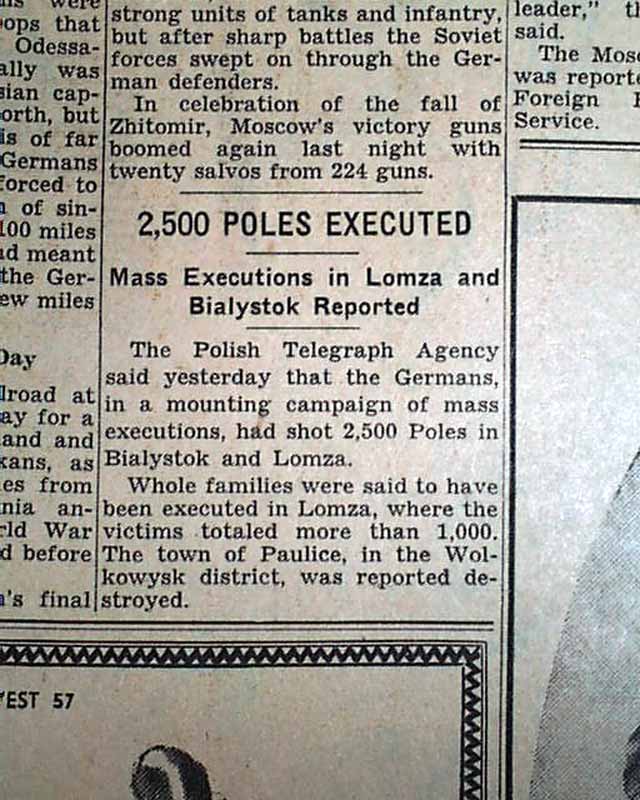 ns were
ops that
Odessa-
ally was
sian cap-
orth, but
is of far
Germans
forced to
n of sin-
100 miles
nd meant
the Ger-
ew miles
Day
lroad at
ay for a
and and
kans, as
es from
nia an-
rld War
d before
a's final
strong units of tanks and infantry,
but after sharp battles the Soviet
forces swept on through the Ger-
man defenders.
In celebration of the fall of
Zhitomir, Moscow's victory guns
boomed again last night with
twenty salvos from 224 guns.
2,500 POLES EXECUTED
Mass Executions in Lomza and
Bialystok Reported
The Polish Telegraph Agency
said yesterday that the Germans,
in a mounting campaign of mass
executions, had shot 2,500 Poles in
Bialystok and Lomza.
Whole families were said to have
been executed in Lomza, where the
victims totaled more than 1,000.
The town of Paulice, in the Wol-
kowysk district, was reported de-
stroyed.
leader," th
said.
The Mosc
was reporte
Foreign
Service.
VEST 57